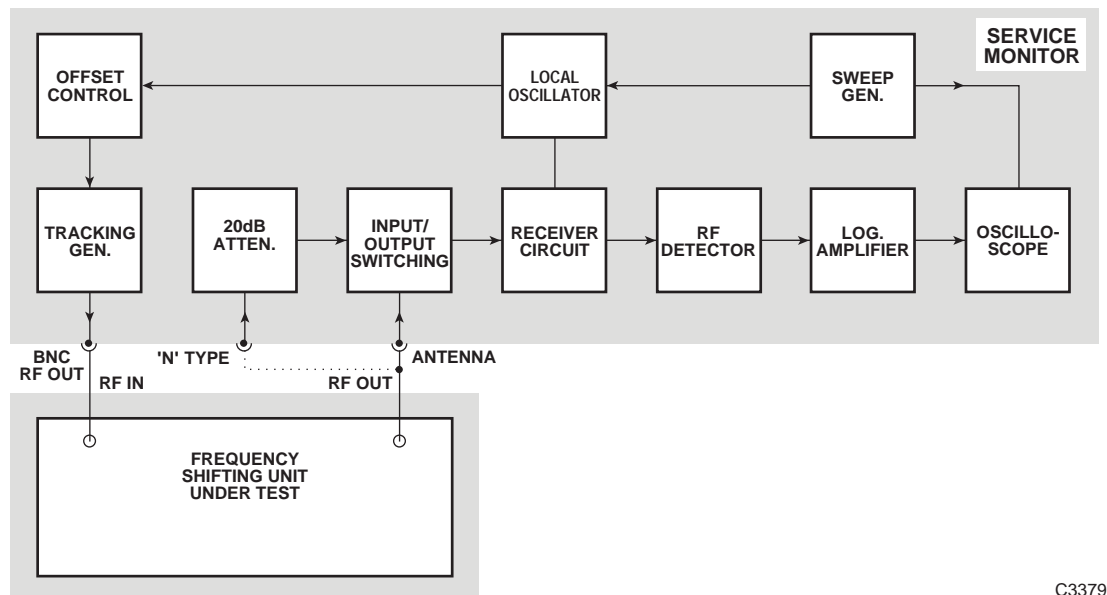 SERVICE
MONITOR
OFFSET
CONTROL
LOCAL
OSCILLATOR
SWEEP
GEN.
TRACKING
GEN.
20dB
ATTEN.
INPUT/
OUTPUT
SWITCHING
RECEIVER
CIRCUIT
RF
DETECTOR
LOG.
AMPLIFIER
OSCILLO-
SCOPE
BNC
RF OUT
RF IN
'N' TYPE
ANTENNA
RF OUT
FREQUENCY
SHIFTING UNIT
UNDER TEST
C3379